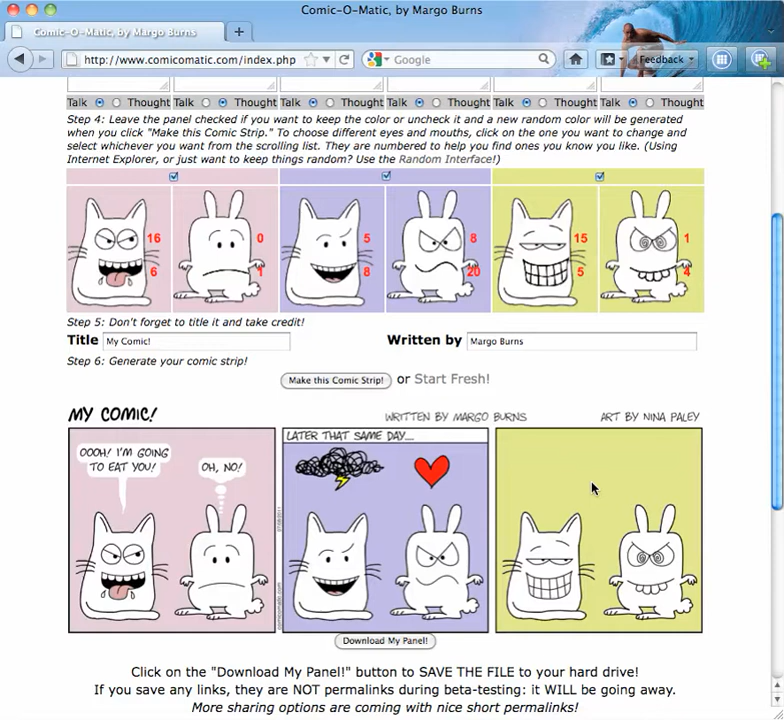 Comic-O-Matic, by Margo Burns
Comic-O-Matic, by Margo Burns
http://www.comicomatic.com/index.php
Google
Feedback
Talk Thought Talk Thought Talk Thought Talk Thought Talk Thought Talk Thought
Step 4: Leave the panel checked if you want to keep the color or uncheck it and a new random color will be generated
when you click "Make this Comic Strip." To choose different eyes and mouths, click on the one you want to change and
select whichever you want from the scrolling list. They are numbered to help you find ones you know you like. (Using
Internet Explorer, or just want to keep things random? Use the Random Interface!)
16 0 5 8 15 1
6 1 8 20 5 4
Step 5: Don't forget to title it and take credit!
Title My Comic! Written by Margo Burns
Step 6: Generate your comic strip!
Make this Comic Strip! or Start Fresh!
MY COMIC! WRITTEN BY MARGO BURNS ART BY NINA PALEY
OOOH! I'M GOING
TO EAT YOU!
OH, NO!
LATER THAT SAME DAY...
comicomatic.com
Download My Panel!
Click on the "Download My Panel!" button to SAVE THE FILE to your hard drive!
If you save any links, they are NOT permalinks during beta-testing: it WILL be going away.
More sharing options are coming with nice short permalinks!